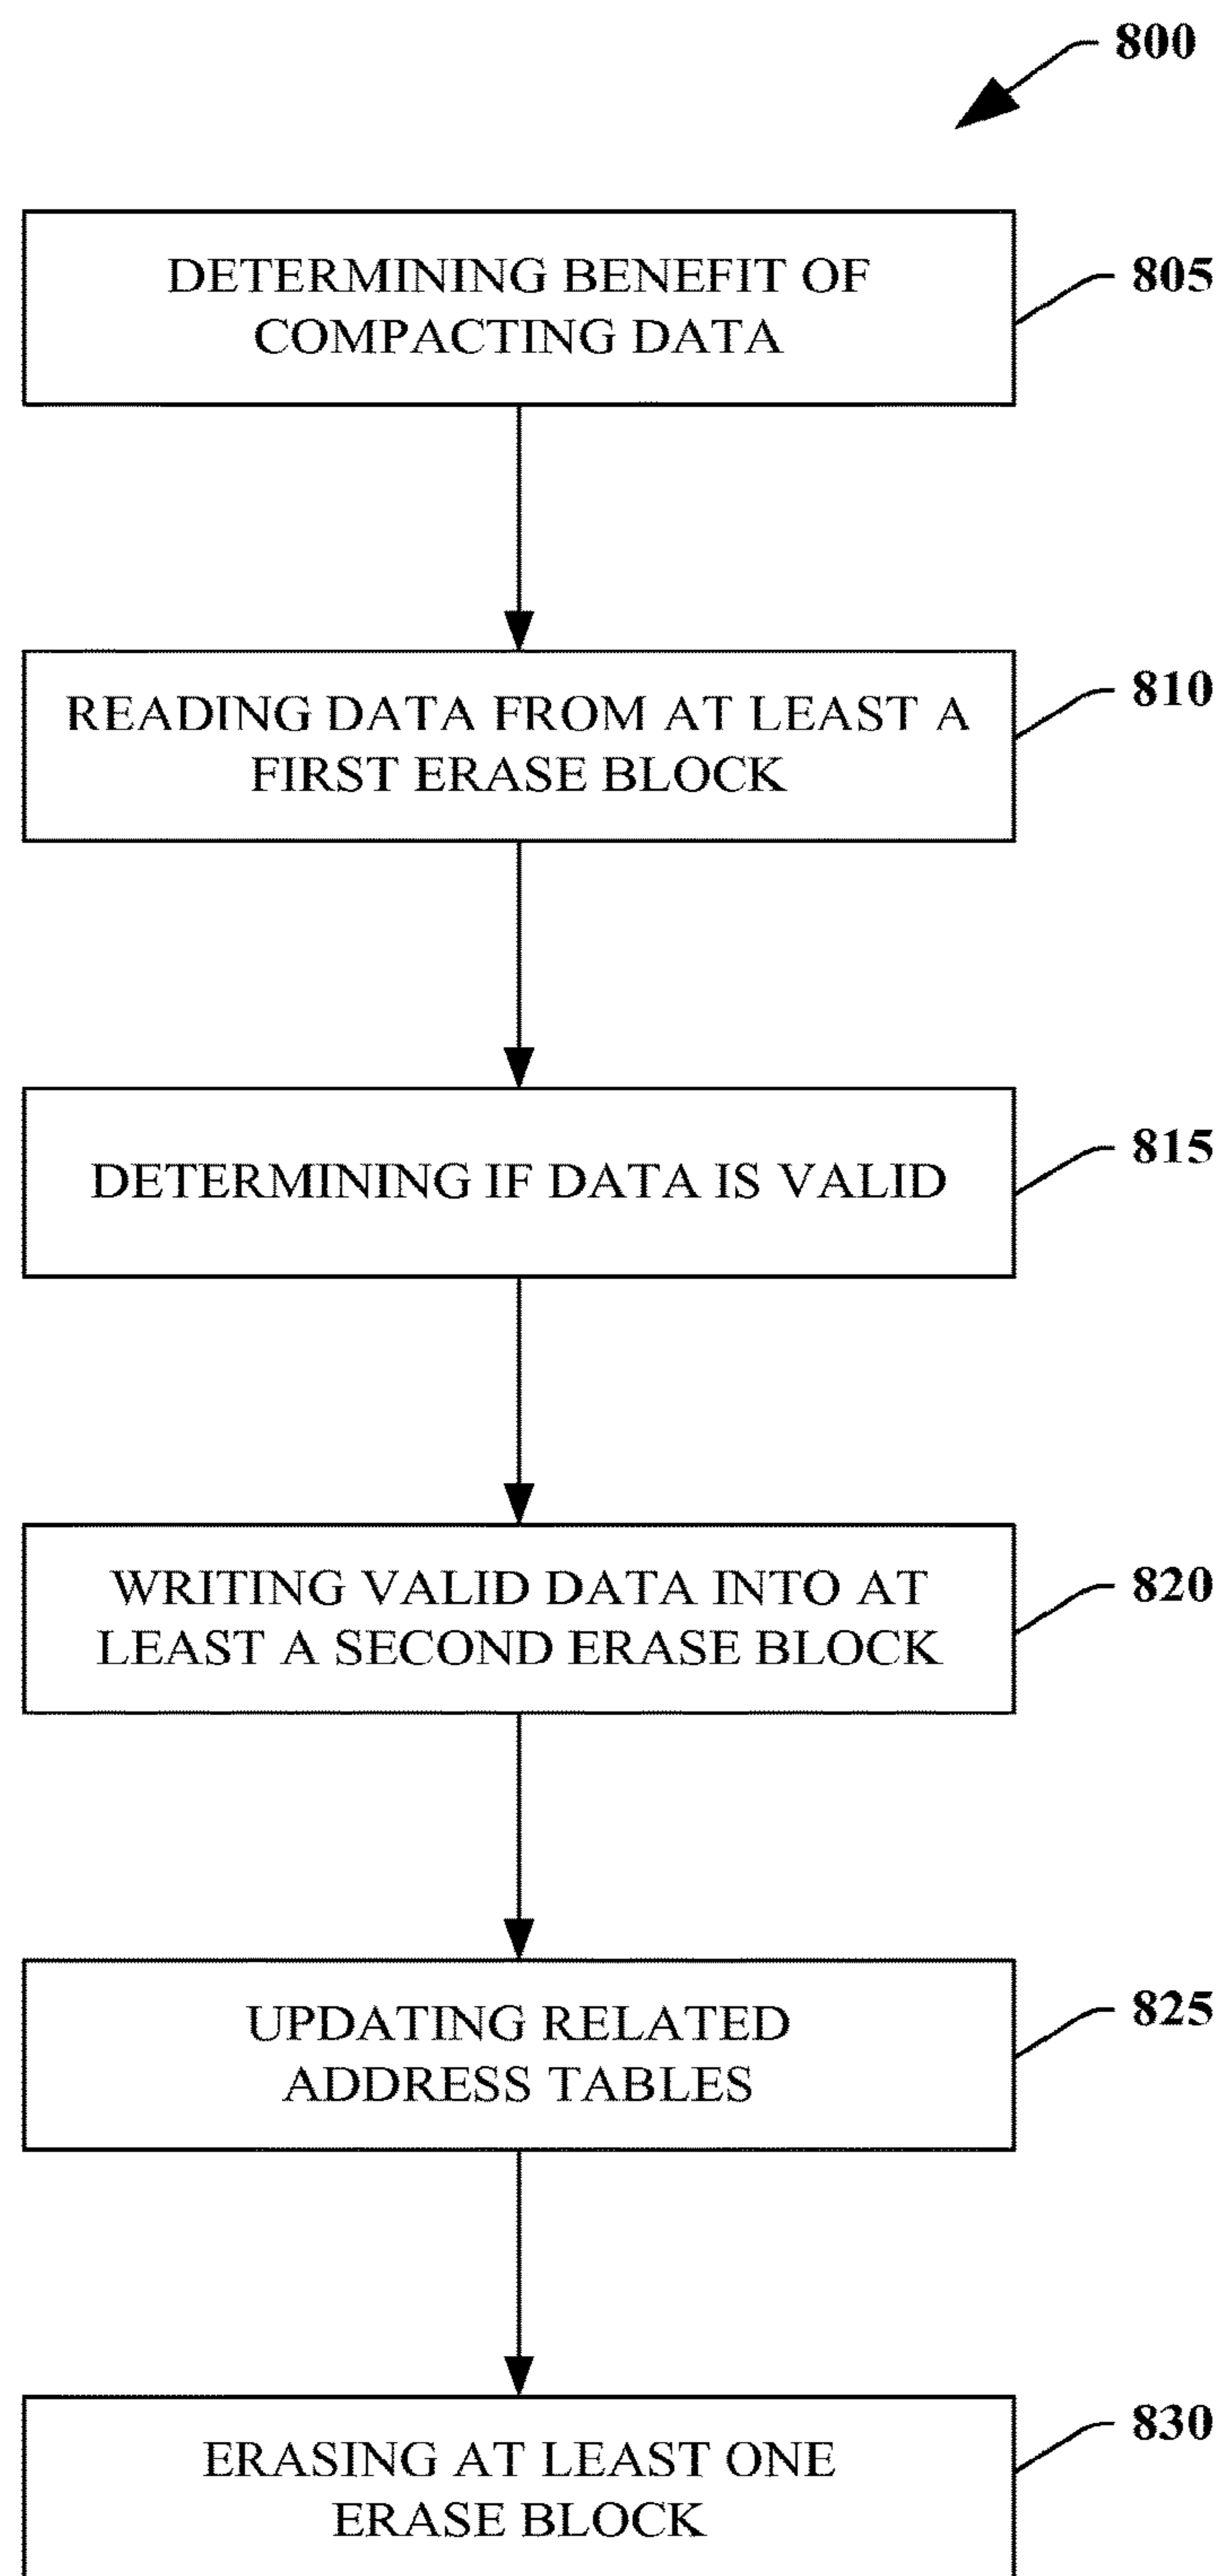 800
DETERMINING BENEFIT OF
COMPACTING DATA
805
READING DATA FROM AT LEAST A
FIRST ERASE BLOCK
810
DETERMINING IF DATA IS VALID
815
WRITING VALID DATA INTO AT
LEAST A SECOND ERASE BLOCK
820
UPDATING RELATED
ADDRESS TABLES
825
ERASING AT LEAST ONE
ERASE BLOCK
830